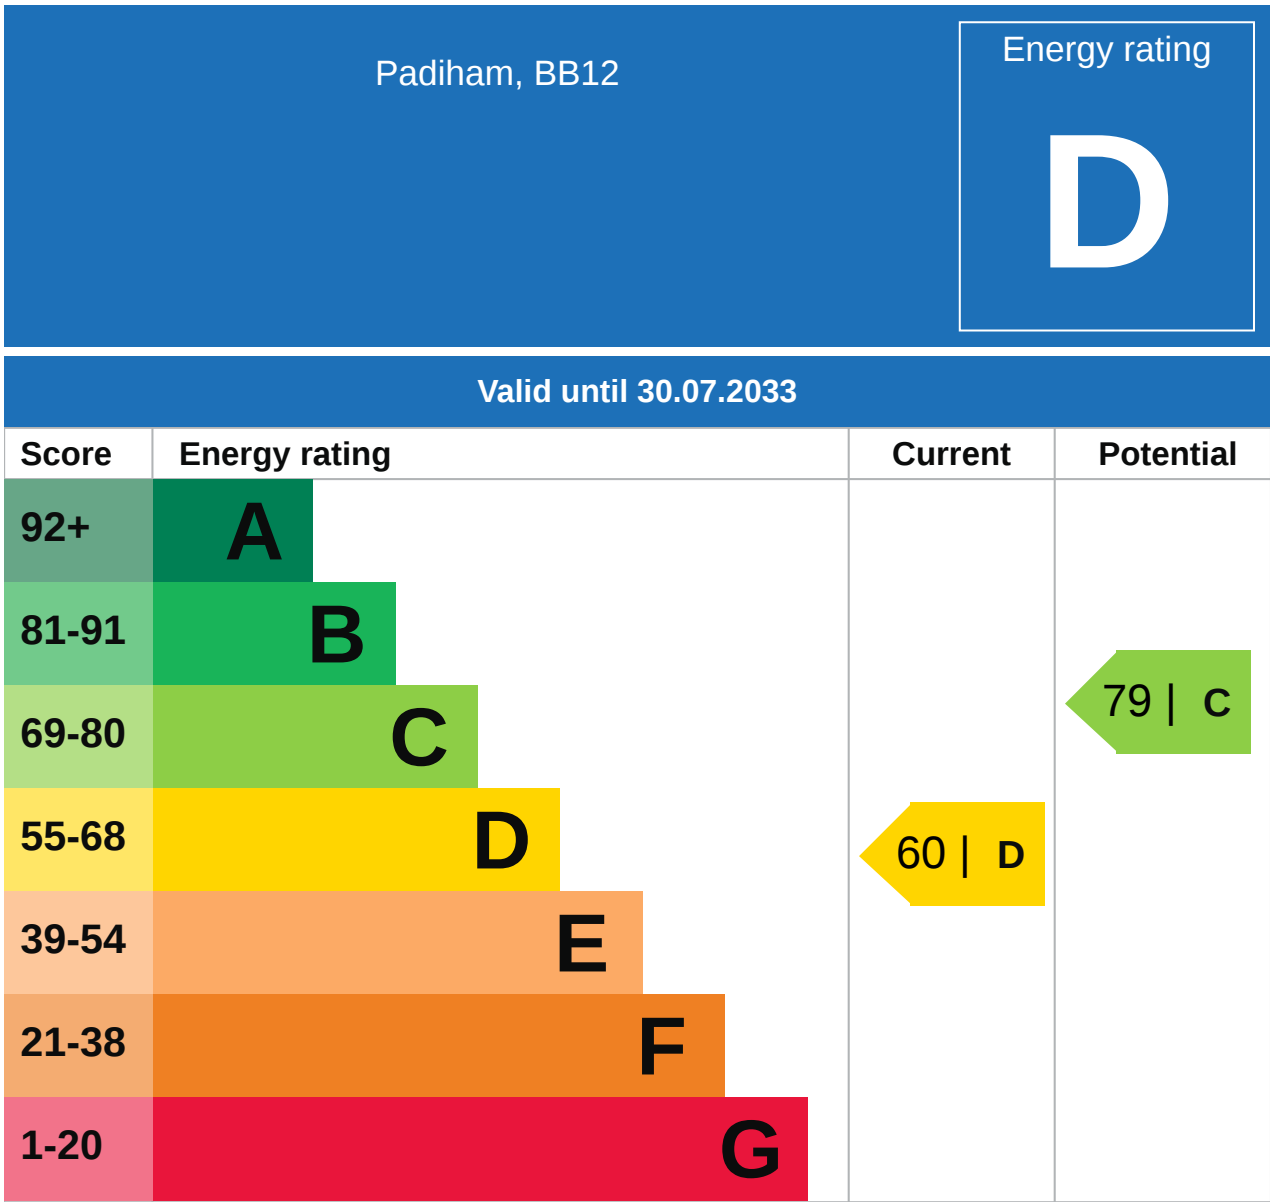 Padiham, BB12
Energy rating
D
Valid until 30.07.2033
Score Energy rating Current Potential
92+ A
81-91 B
79 | C
69-80 C
55-68 D
60 | D
39-54 E
21-38 F
1-20 G